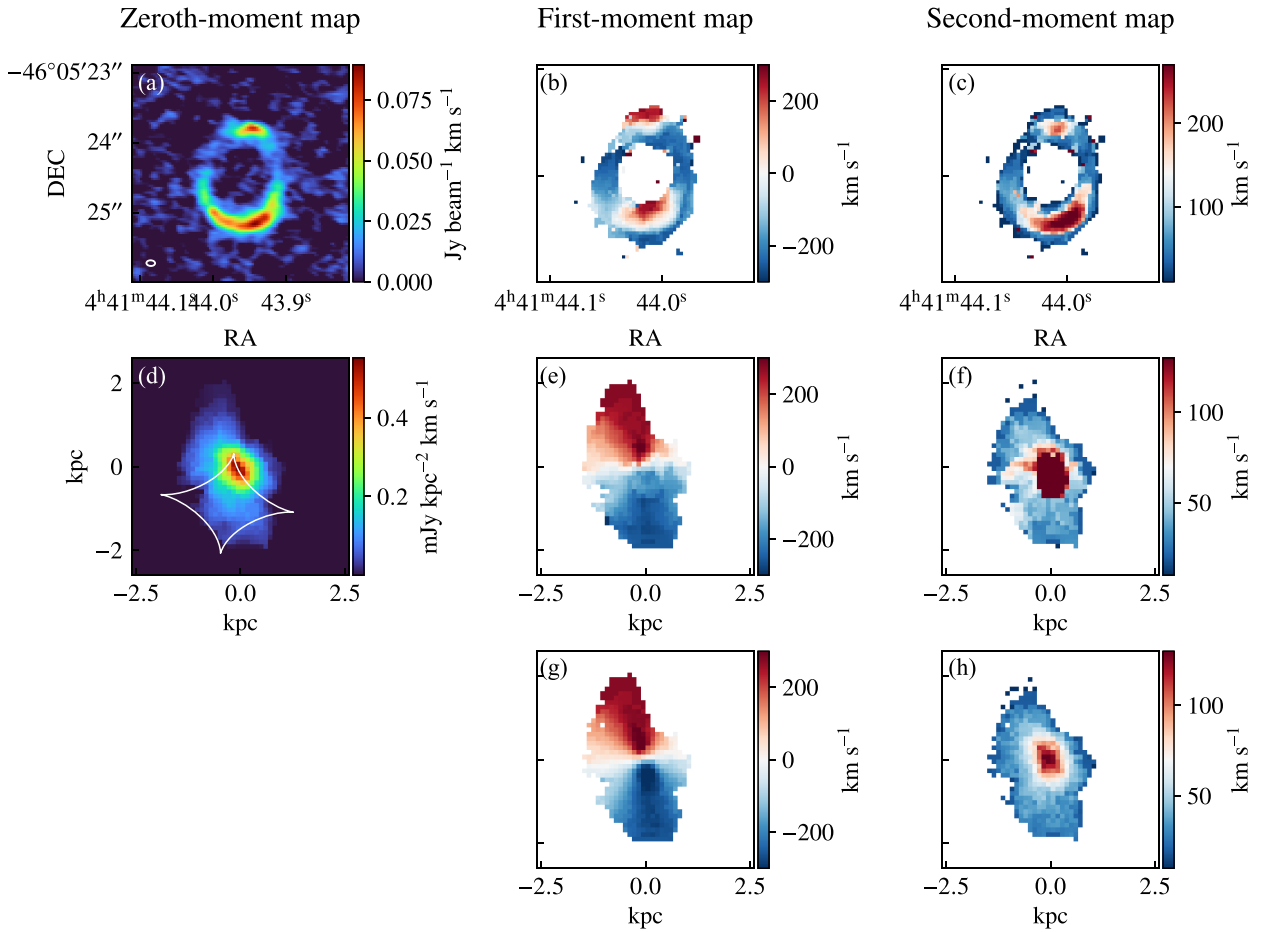 Zeroth-moment map First-moment map Second-moment map
(a) (b) (c)
−46°05′23″
24″
25″
DEC
0.075
0.050
0.025
0.000
Jy beam⁻¹ km s⁻¹
200
0
−200
km s⁻¹
200
100
km s⁻¹
4ʰ41ᵐ44.1ˢ 44.0ˢ 43.9ˢ
4ʰ41ᵐ44.1ˢ 44.0ˢ
4ʰ41ᵐ44.1ˢ 44.0ˢ
RA RA RA
(d) (e) (f)
2
0
−2
kpc
0.4
0.2
mJy kpc⁻² km s⁻¹
200
0
−200
km s⁻¹
100
50
km s⁻¹
−2.5 0.0 2.5
−2.5 0.0 2.5
−2.5 0.0 2.5
kpc kpc kpc
(g) (h)
200
0
−200
km s⁻¹
100
50
km s⁻¹
−2.5 0.0 2.5
−2.5 0.0 2.5
kpc kpc